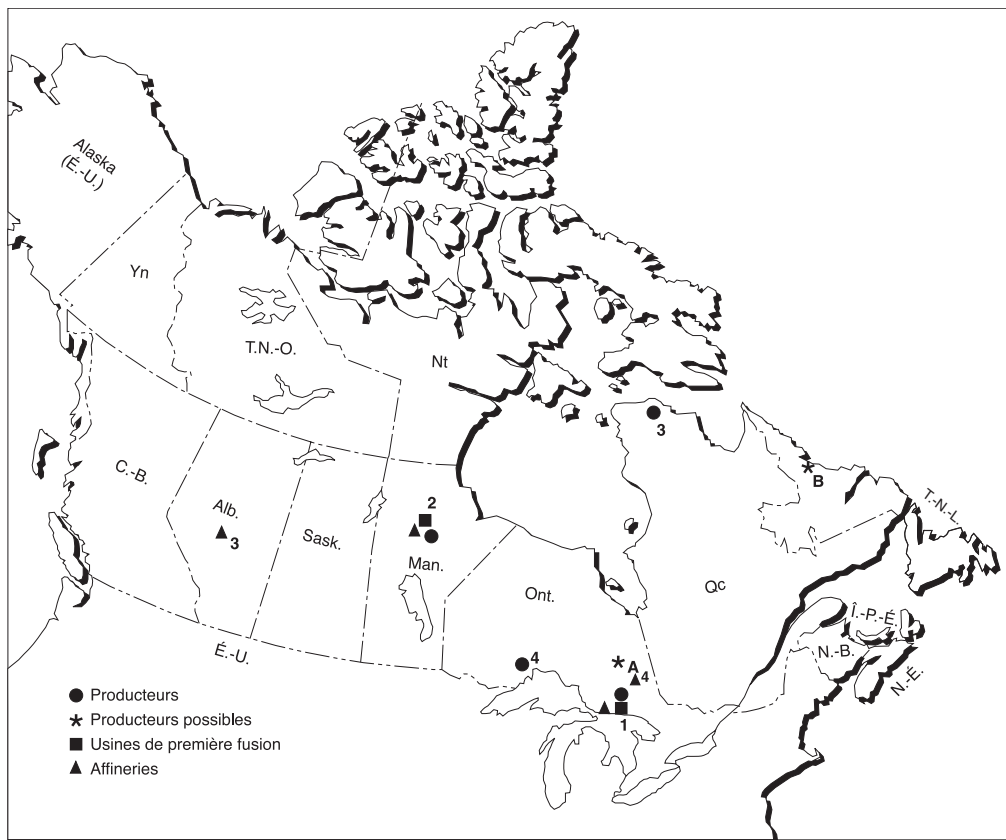 Alaska
(É.-U.)
Yn
T.N.-O.
Nt
3
B
C.-B.
Alb.
3
Sask.
2
Man.
T.-N.-L.
Ont.
Qc
Î.-P.-É.
N.-B.
N.-É.
É.-U.
4
A
4
1
Producteurs
Producteurs possibles
Usines de première fusion
Affineries